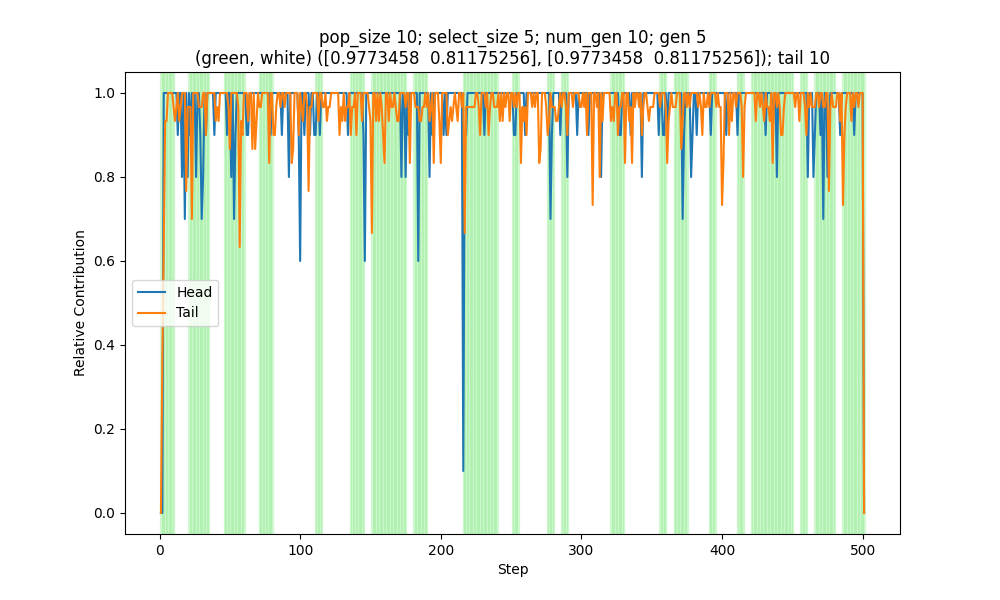 pop_size 10; select_size 5; num_gen 10; gen 5
(green, white) ([0.9773458  0.81175256], [0.9773458  0.81175256]); tail 10
1.0
0.8
0.6
0.4
0.2
0.0
Relative Contribution
Head
Tail
0
100
200
300
400
500
Step